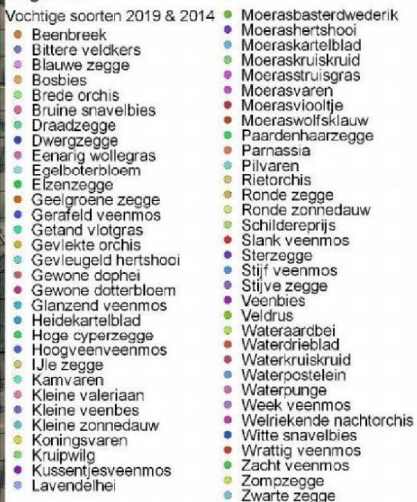 Vochtige soorten 2019 & 2014
Beenbreek
Bittere veldkers
Blauwe zegge
Bosbies
Brede orchis
Bruine snavelbies
Draadzegge
Dwergzegge
Eenarig wollegras
Egelboterbloem
Elzenzegge
Geelgroene zegge
Gerafeld veenmos
Getand vlotgras
Gevlekte orchis
Gevleugeld hertshooi
Gewone dophei
Gewone dotterbloem
Glanzend veenmos
Heidekartelblad
Hoge cyperzegge
Hoogveenveenmos
IJle zegge
Kamvaren
Kleine valeriaan
Kleine veenbes
Kleine zonnedauw
Koningsvaren
Kruipwilg
Kussentjesveenmos
Lavendelhei
Moerasbasterdwederik
Moerashertshooi
Moeraskartelblad
Moeraskruiskruid
Moerasstruisgras
Moerasvaren
Moerasviooltje
Moeraswolfsklauw
Paardenhaarzegge
Parnassia
Pilvaren
Rietorchis
Ronde zegge
Ronde zonnedauw
Schildereprijs
Slank veenmos
Sterzegge
Stijf veenmos
Stijve zegge
Veenbies
Veldrus
Wateraardbei
Waterdrieblad
Waterkruiskruid
Waterpostelein
Waterpunge
Week veenmos
Welriekende nachtorchis
Witte snavelbies
Wrattig veenmos
Zacht veenmos
Zompzegge
Zwarte zegge